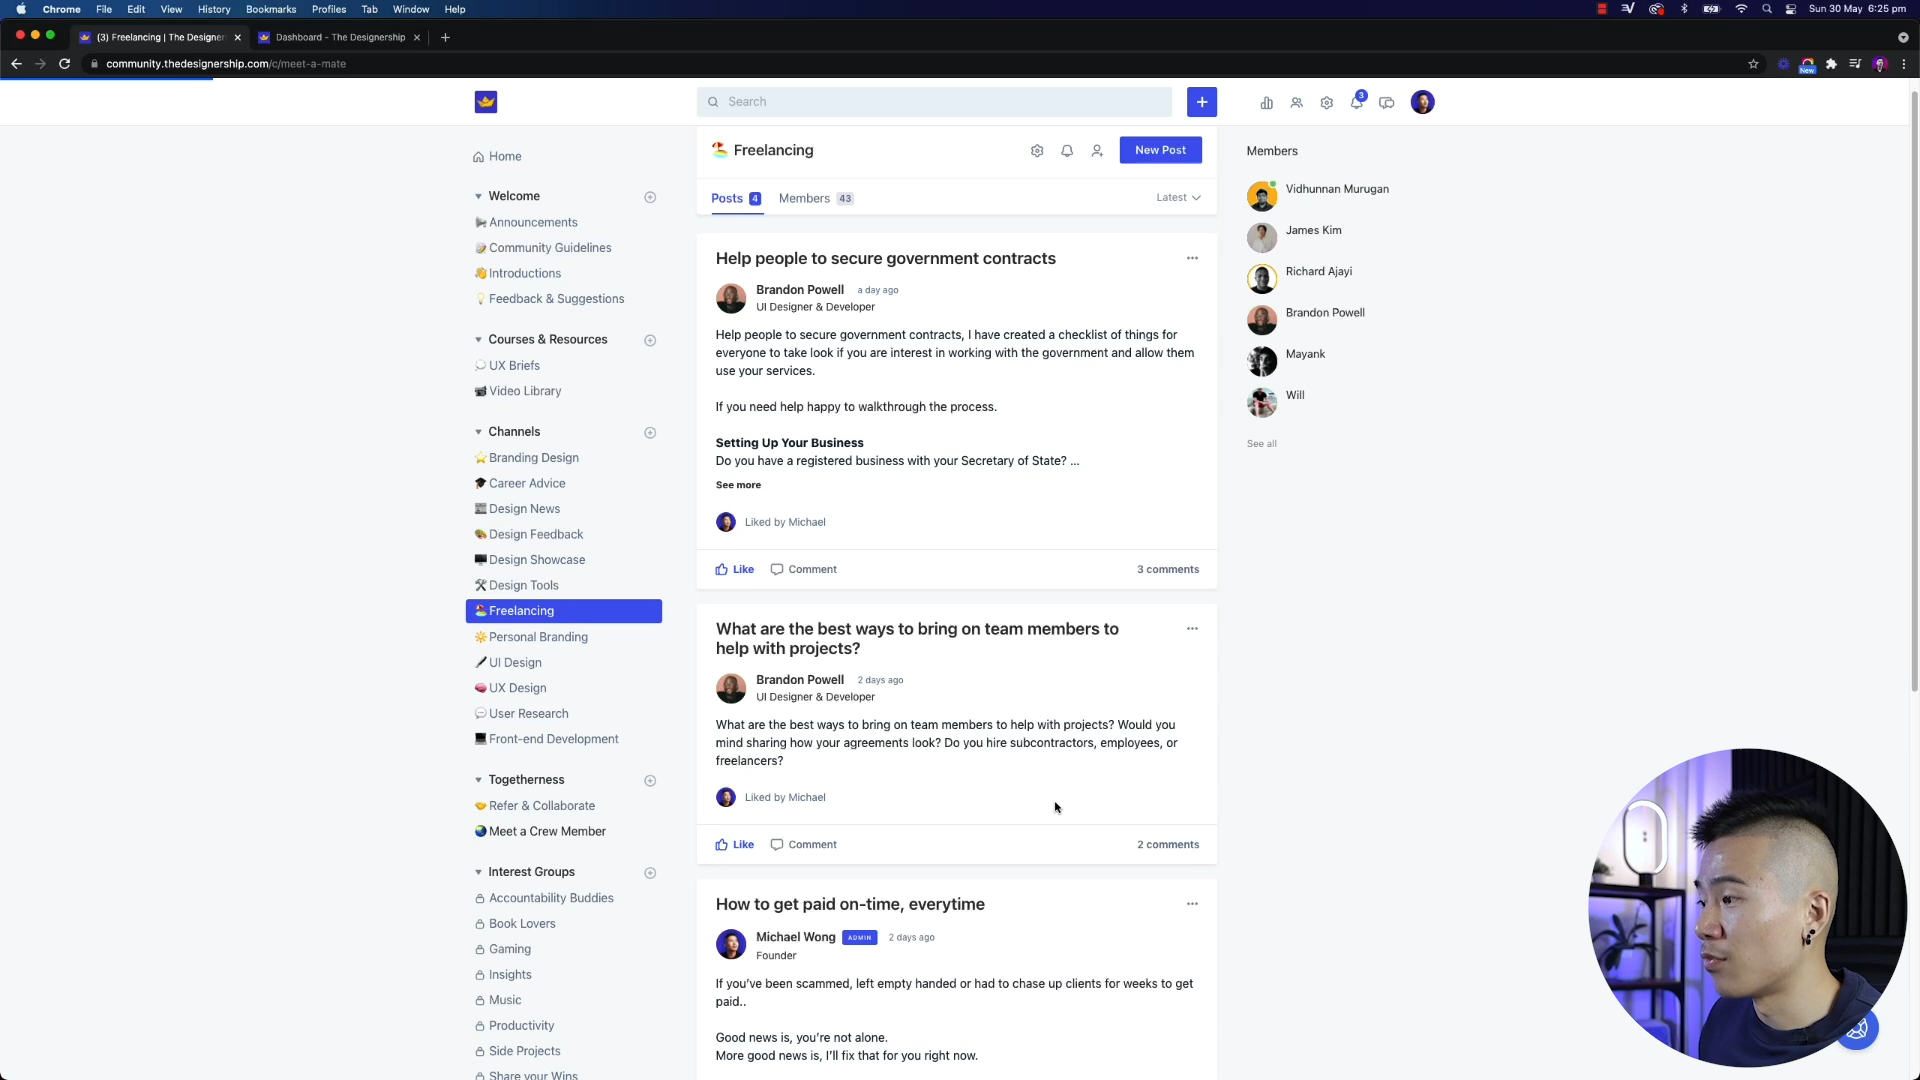 Chrome File Edit View History Bookmarks Profiles Tab Window Help Sun 30 May 6:25 pm
(3) Freelancing | The Designer Dashboard - The Designership
community.thedesignership.com/c/meet-a-mate New
Search 3
Home
Welcome
Announcements
Community Guidelines
Introductions
Feedback & Suggestions
Courses & Resources
UX Briefs
Video Library
Channels
Branding Design
Career Advice
Design News
Design Feedback
Design Showcase
Design Tools
Freelancing
Personal Branding
UI Design
UX Design
User Research
Front-end Development
Togetherness
Refer & Collaborate
Meet a Crew Member
Interest Groups
Accountability Buddies
Book Lovers
Gaming
Insights
Music
Productivity
Side Projects
Share your Wins
Freelancing New Post
Posts 4 Members 43 Latest
Help people to secure government contracts
Brandon Powell a day ago
UI Designer & Developer
Help people to secure government contracts, I have created a checklist of things for
everyone to take look if you are interest in working with the government and allow them
use your services.
If you need help happy to walkthrough the process.
Setting Up Your Business
Do you have a registered business with your Secretary of State? ...
See more
Liked by Michael
Like Comment 3 comments
What are the best ways to bring on team members to
help with projects?
Brandon Powell 2 days ago
UI Designer & Developer
What are the best ways to bring on team members to help with projects? Would you
mind sharing how your agreements look? Do you hire subcontractors, employees, or
freelancers?
Liked by Michael
Like Comment 2 comments
How to get paid on-time, everytime
Michael Wong ADMIN 2 days ago
Founder
If you've been scammed, left empty handed or had to chase up clients for weeks to get
paid..
Good news is, you're not alone.
More good news is, I'll fix that for you right now.
Members
Vidhunnan Murugan
James Kim
Richard Ajayi
Brandon Powell
Mayank
Will
See all